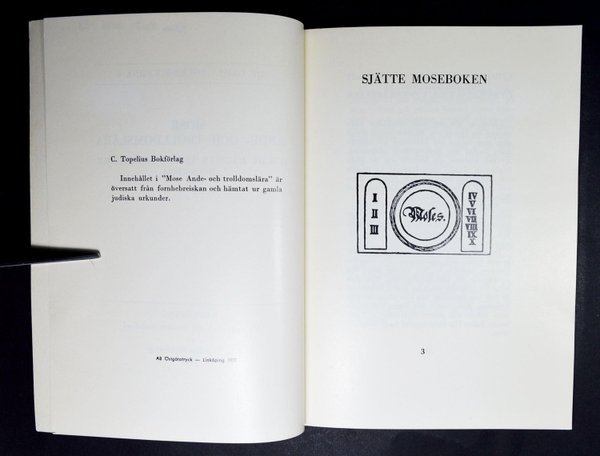 C. Topelius Bokförlag
Innehållet i "Mose Ande- och trolldomslära" är
översatt från fornhebreiskan och hämtat ur gamla
judiska urkunder.
AB Östgötatryck — Linköping
SJÄTTE MOSEBOKEN
I
II
III
Moses.
IV
V
VI
VII
VIII
IX
X
3